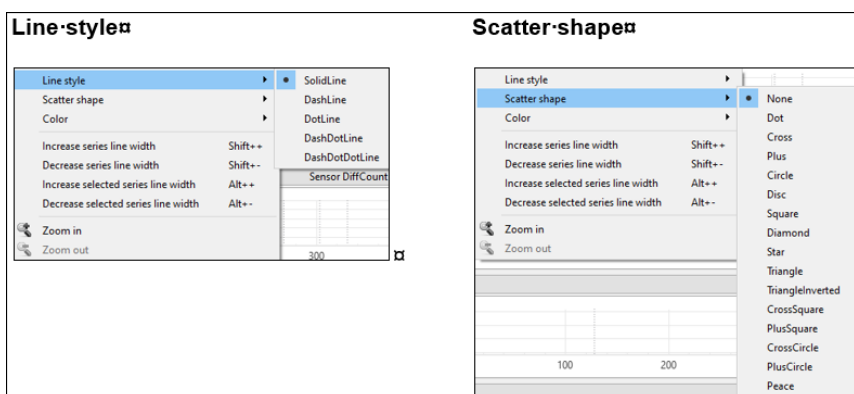 Line·style¤
Line style
SolidLine
Scatter shape
DashLine
Color
DotLine
DashDotLine
Increase series line width Shift++
DashDotDotLine
Decrease series line width Shift+-
Increase selected series line width Alt++
Sensor DiffCount
Decrease selected series line width Alt+-
Zoom in
Zoom out
300
¤
Scatter·shape¤
Line style
Scatter shape
Color
Increase series line width Shift++
Decrease series line width Shift+-
Increase selected series line width Alt++
Decrease selected series line width Alt+-
Zoom in
Zoom out
100 200
None
Dot
Cross
Plus
Circle
Disc
Square
Diamond
Star
Triangle
TriangleInverted
CrossSquare
PlusSquare
CrossCircle
PlusCircle
Peace